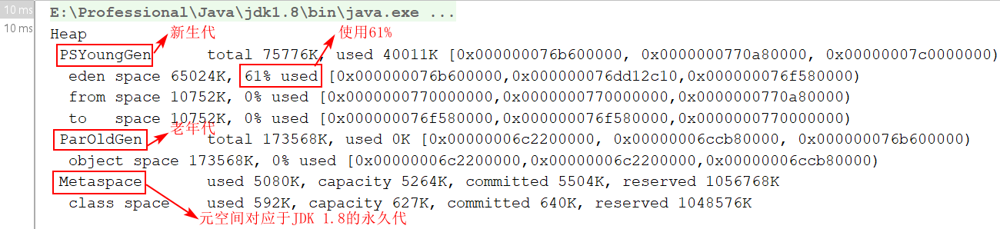 10 ms
E:\Professional\Java\jdk1.8\bin\java.exe ...
10 ms
Heap
新生代
使用61%
PSYoungGen total 75776K, used 40011K [0x000000076b600000, 0x0000000770a80000, 0x00000007c0000000)
eden space 65024K, 61% used [0x000000076b600000,0x000000076dd12c10,0x000000076f580000)
from space 10752K, 0% used [0x0000000770000000,0x0000000770000000,0x0000000770a80000)
to space 10752K, 0% used [0x000000076f580000,0x000000076f580000,0x0000000770000000)
老年代
ParOldGen total 173568K, used 0K [0x00000006c2200000, 0x00000006ccb80000, 0x000000076b600000)
object space 173568K, 0% used [0x00000006c2200000,0x00000006c2200000,0x00000006ccb80000)
Metaspace used 5080K, capacity 5264K, committed 5504K, reserved 1056768K
class space used 592K, capacity 627K, committed 640K, reserved 1048576K
元空间对应于JDK 1.8的永久代